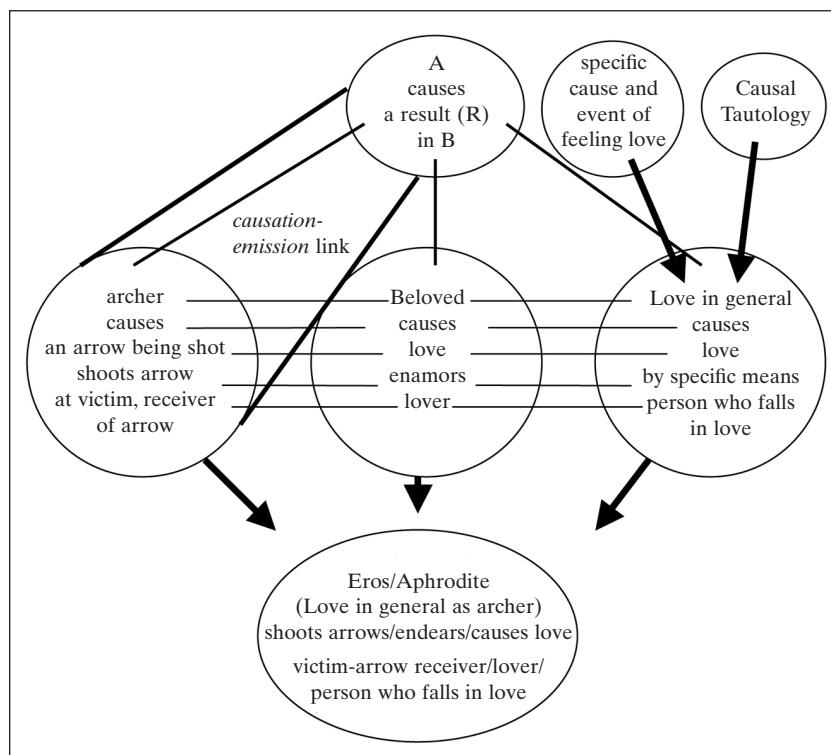 A
causes
a result (R)
in B
specific
cause and
event of
feeling love
Causal
Tautology
causation-
emission link
archer
causes
an arrow being shot
shoots arrow
at victim, receiver
of arrow
Beloved
causes
love
enamors
lover
Love in general
causes
love
by specific means
person who falls
in love
Eros/Aphrodite
(Love in general as archer)
shoots arrows/endears/causes love
victim-arrow receiver/lover/
person who falls in love